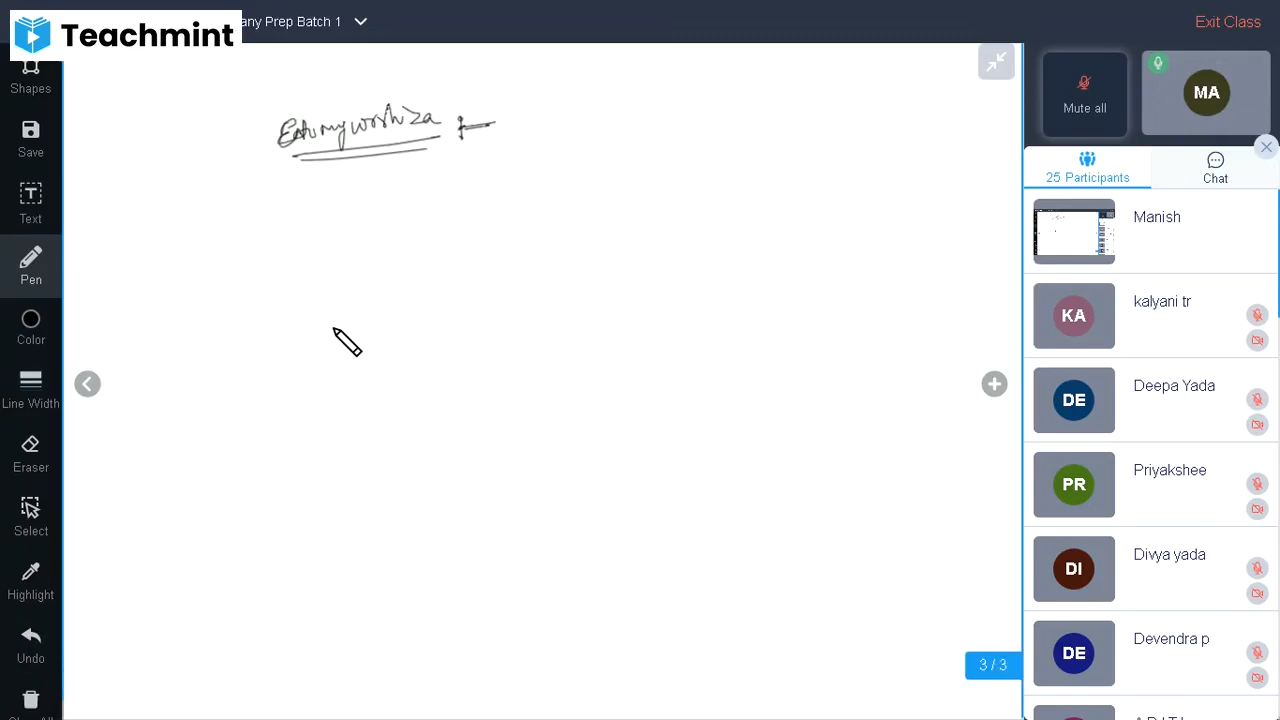 Teachmint
any Prep Batch 1
Exit Class
Shapes
Save
Text
Pen
Color
Line Width
Eraser
Select
Highlight
Undo
Ectomycorrhiza :-
3 / 3
Mute all
MA
25 Participants
Chat
Manish
KA
kalyani tr
DE
Deepa Yada
PR
Priyakshee
DI
Divya yada
DE
Devendra p